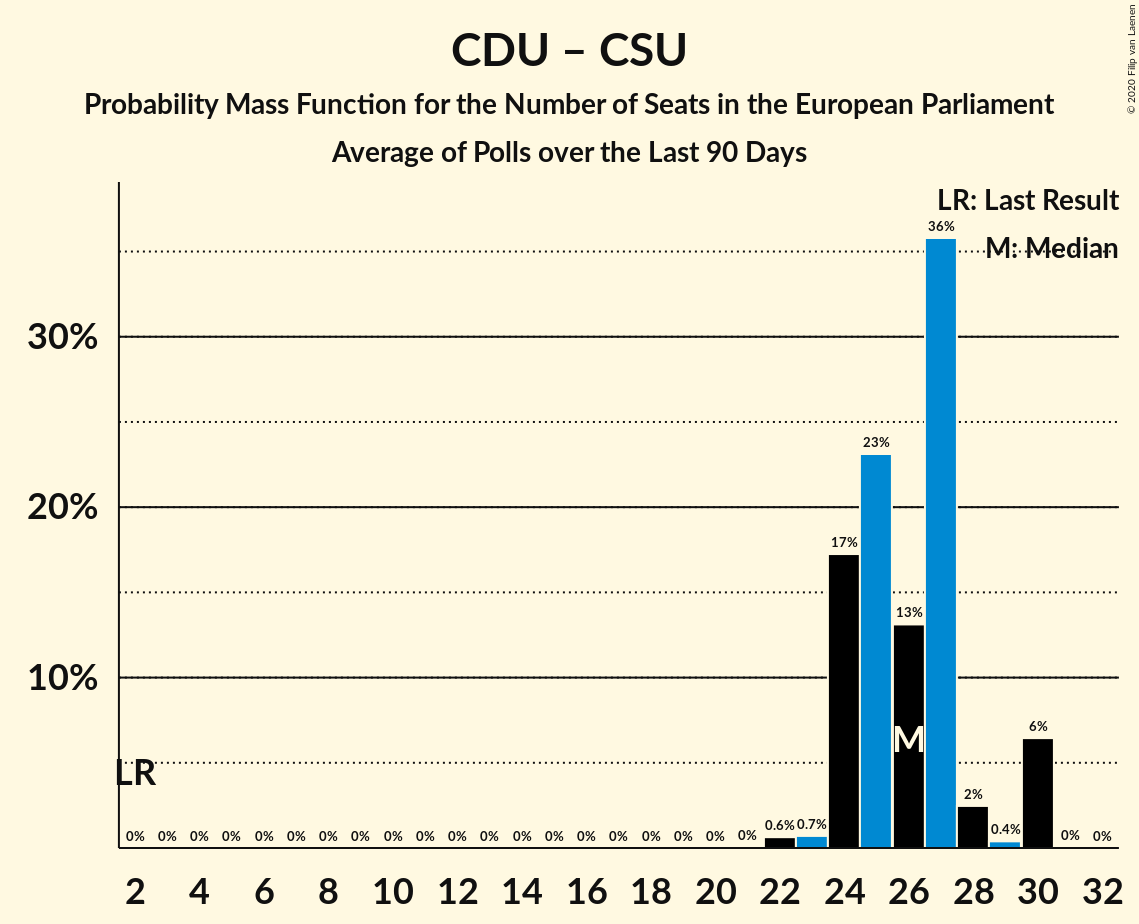 CDU – CSU
Probability Mass Function for the Number of Seats in the European Parliament
Average of Polls over the Last 90 Days
© 2020 Filip van Laenen
LR: Last Result
M: Median
36%
30%
23%
20%
17%
13%
10%
M
6%
LR
2%
0% 0% 0% 0% 0% 0% 0% 0% 0% 0% 0% 0% 0% 0% 0% 0% 0% 0% 0% 0% 0.6% 0.7% 0.4% 0% 0%
2 4 6 8 10 12 14 16 18 20 22 24 26 28 30 32